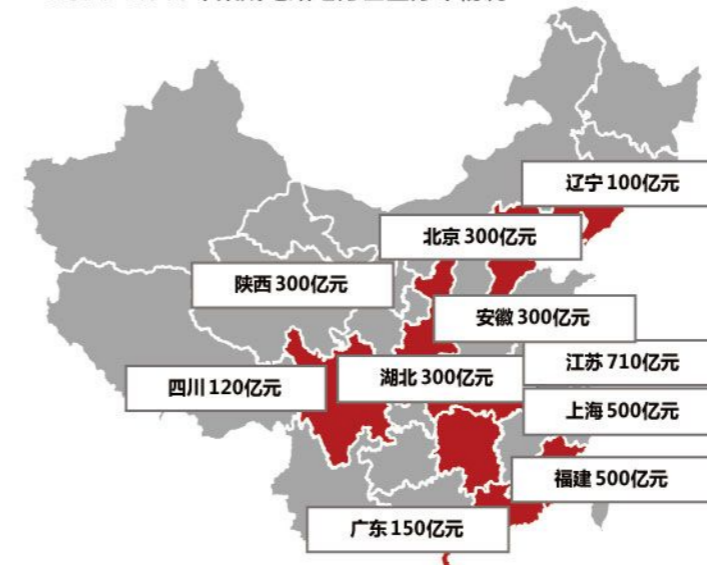 辽宁 100亿元
北京 300亿元
陕西 300亿元
安徽 300亿元
江苏 710亿元
湖北 300亿元
四川 120亿元
上海 500亿元
福建 500亿元
广东 150亿元